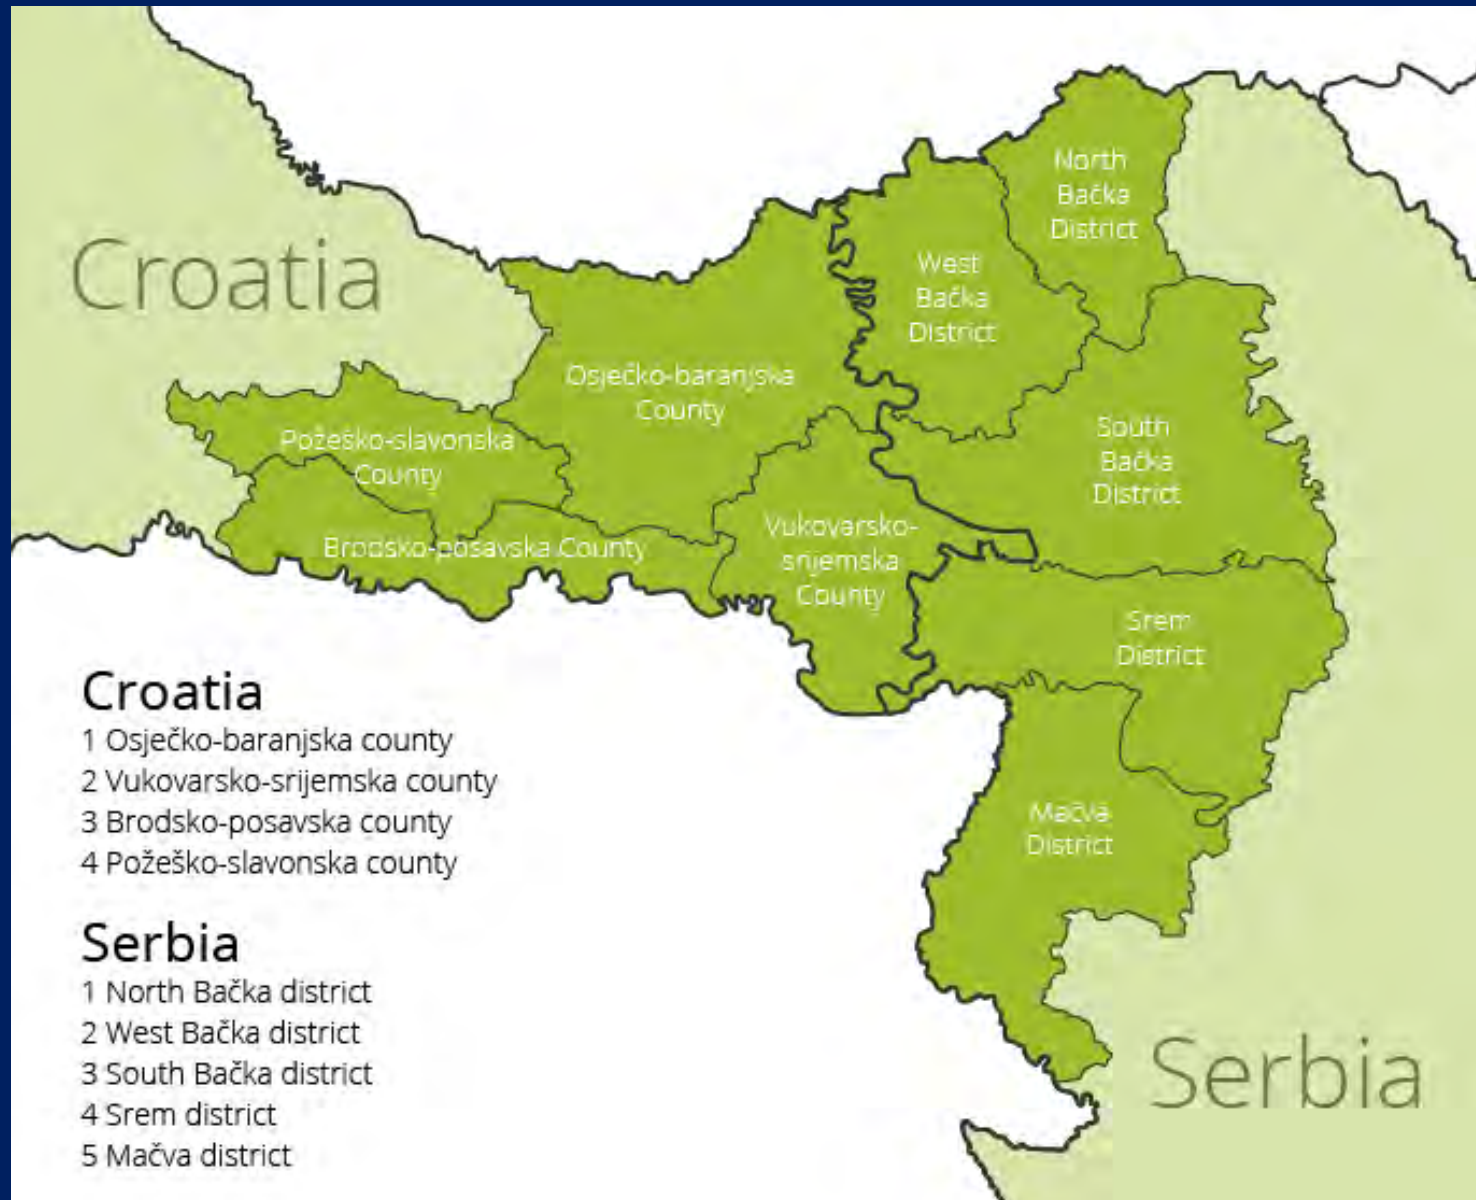 Croatia
North
Bačka
District
West
Bačka
District
Osječko-baranjska
County
Požeško-slavonska
County
South
Bačka
District
Vukovarsko-
srijemska
County
Brodsko-posavska County
Srem
District
Mačva
District
Serbia
Croatia
1 Osječko-baranjska county
2 Vukovarsko-srijemska county
3 Brodsko-posavska county
4 Požeško-slavonska county
Serbia
1 North Bačka district
2 West Bačka district
3 South Bačka district
4 Srem district
5 Mačva district